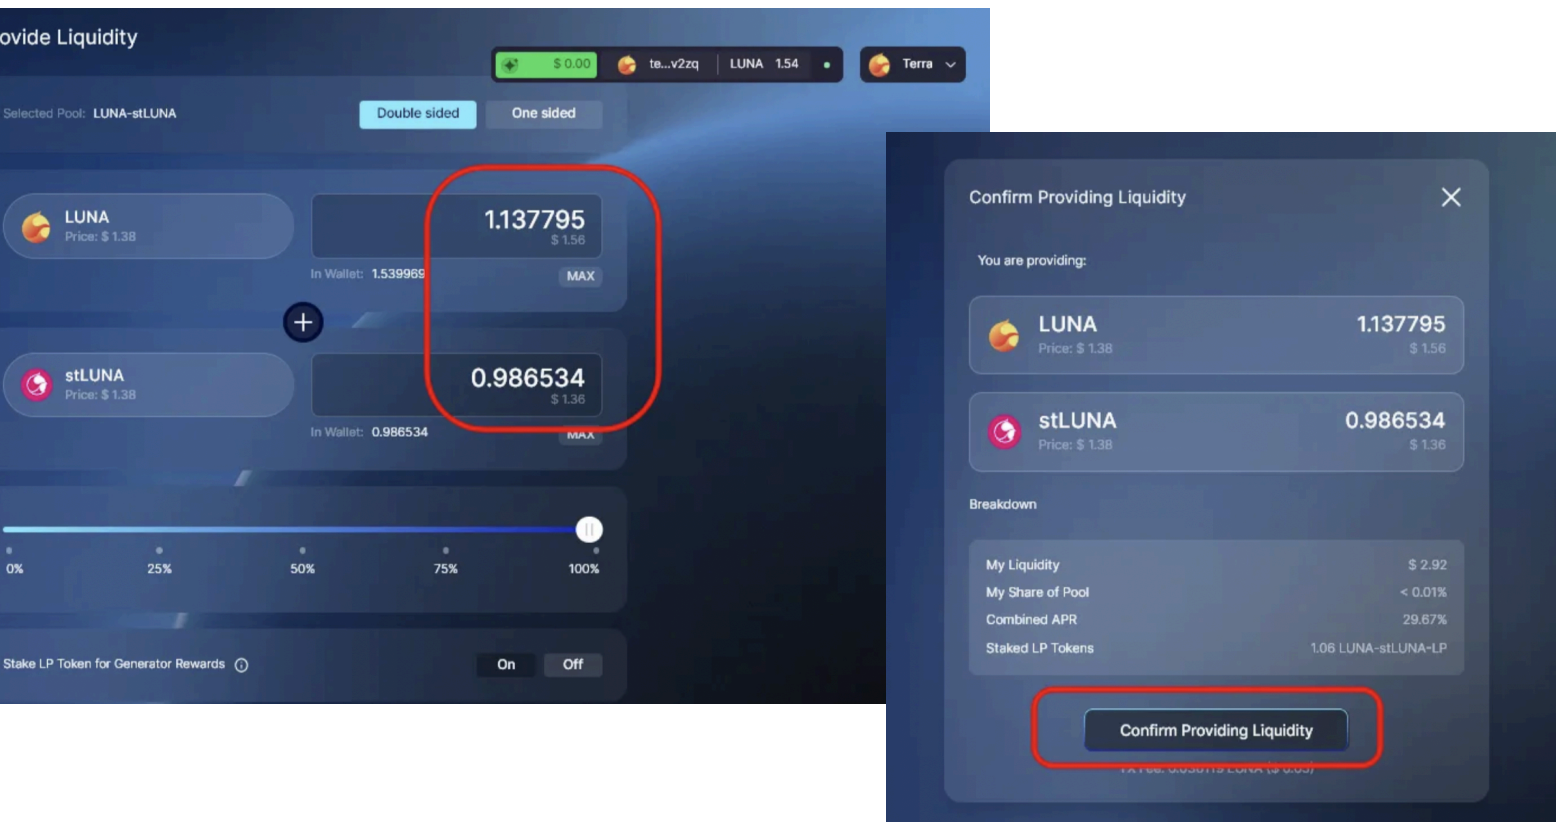 ovide Liquidity
$ 0.00 te...v2zq LUNA 1.54 Terra
Selected Pool: LUNA-stLUNA Double sided One sided
LUNA
Price: $ 1.38
1.137795
$ 1.56
In Wallet: 1.539969 MAX
stLUNA
Price: $ 1.38
0.986534
$ 1.36
In Wallet: 0.986534 MAX
0% 25% 50% 75% 100%
Stake LP Token for Generator Rewards On Off
Confirm Providing Liquidity
You are providing:
LUNA 1.137795
Price: $ 1.38 $ 1.56
stLUNA 0.986534
Price: $ 1.38 $ 1.36
Breakdown
My Liquidity $ 2.92
My Share of Pool < 0.01%
Combined APR 29.67%
Staked LP Tokens 1.06 LUNA-stLUNA-LP
Confirm Providing Liquidity
TX Fee: LUNA